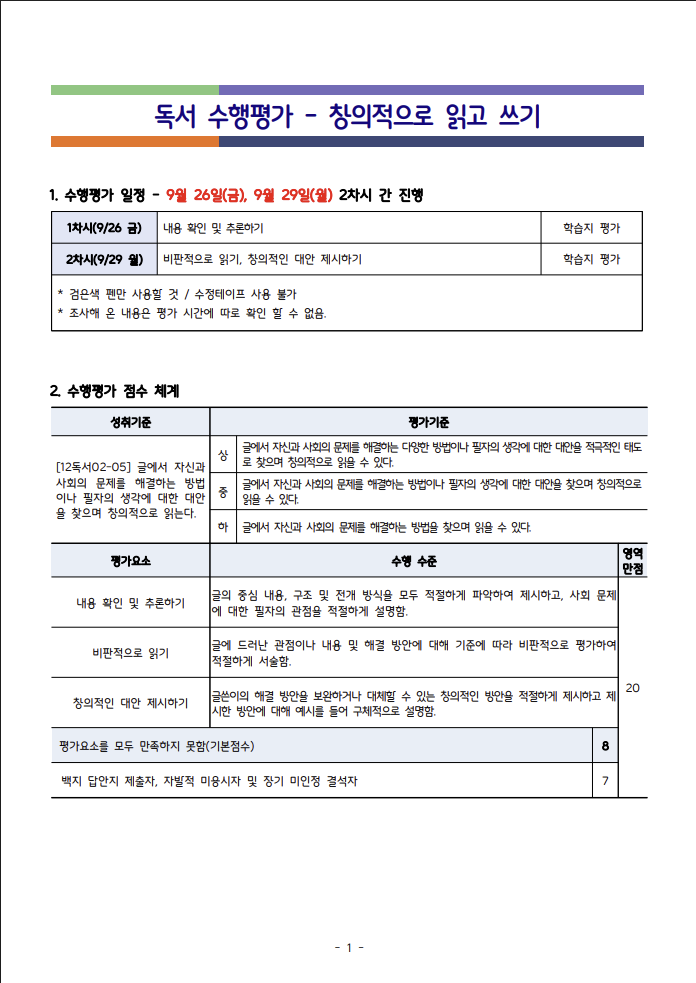 독서 수행평가 - 창의적으로 읽고 쓰기
1. 수행평가 일정 - 9월 26일(금), 9월 29일(월) 2차시 간 진행
1차시(9/26 금) 내용 확인 및 추론하기 학습지 평가
2차시(9/29 월) 비판적으로 읽기, 창의적인 대안 제시하기 학습지 평가
* 검은색 펜만 사용할 것 / 수정테이프 사용 불가
* 조사해 온 내용은 평가 시간에 따로 확인 할 수 없음.
2. 수행평가 점수 체계
성취기준 평가기준
[12독서02-05] 글에서 자신과
사회의 문제를 해결하는 방법
이나 필자의 생각에 대한 대안
을 찾으며 창의적으로 읽는다.
상 글에서 자신과 사회의 문제를 해결하는 다양한 방법이나 필자의 생각에 대한 대안을 적극적인 태도
로 찾으며 창의적으로 읽을 수 있다.
중 글에서 자신과 사회의 문제를 해결하는 방법이나 필자의 생각에 대한 대안을 찾으며 창의적으로
읽을 수 있다.
하 글에서 자신과 사회의 문제를 해결하는 방법을 찾으며 읽을 수 있다.
평가요소 수행 수준 영역
만점
내용 확인 및 추론하기 글의 중심 내용, 구조 및 전개 방식을 모두 적절하게 파악하여 제시하고, 사회 문제
에 대한 필자의 관점을 적절하게 설명함.
비판적으로 읽기 글에 드러난 관점이나 내용 및 해결 방안에 대해 기준에 따라 비판적으로 평가하여
적절하게 서술함.
창의적인 대안 제시하기 글쓴이의 해결 방안을 보완하거나 대체할 수 있는 창의적인 방안을 적절하게 제시하고 제
시한 방안에 대해 예시를 들어 구체적으로 설명함.
20
평가요소를 모두 만족하지 못함(기본점수) 8
백지 답안지 제출자, 자발적 미응시자 및 장기 미인정 결석자 7
- 1 -